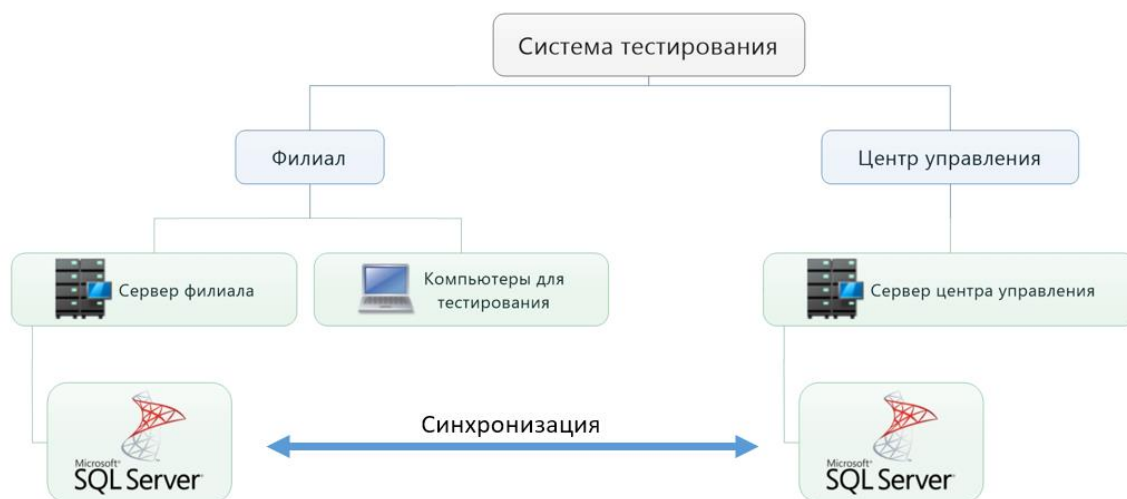 Система тестирования
Филиал
Центр управления
Сервер филиала
Компьютеры для
тестирования
Сервер центра управления
Синхронизация
Microsoft®
SQL Server®
Microsoft®
SQL Server®